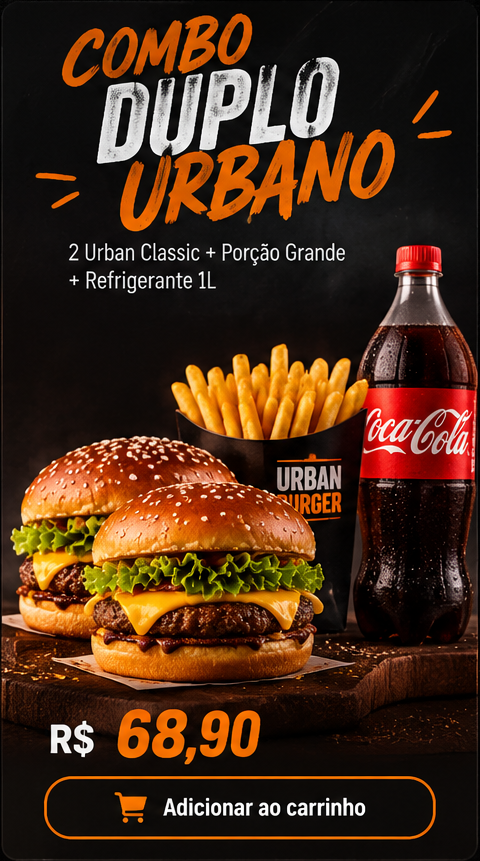 COMBO
DUPLO
URBANO
2 Urban Classic + Porção Grande
+ Refrigerante 1L
Coca-Cola
URBAN
BURGER
R$ 68,90
Adicionar ao carrinho